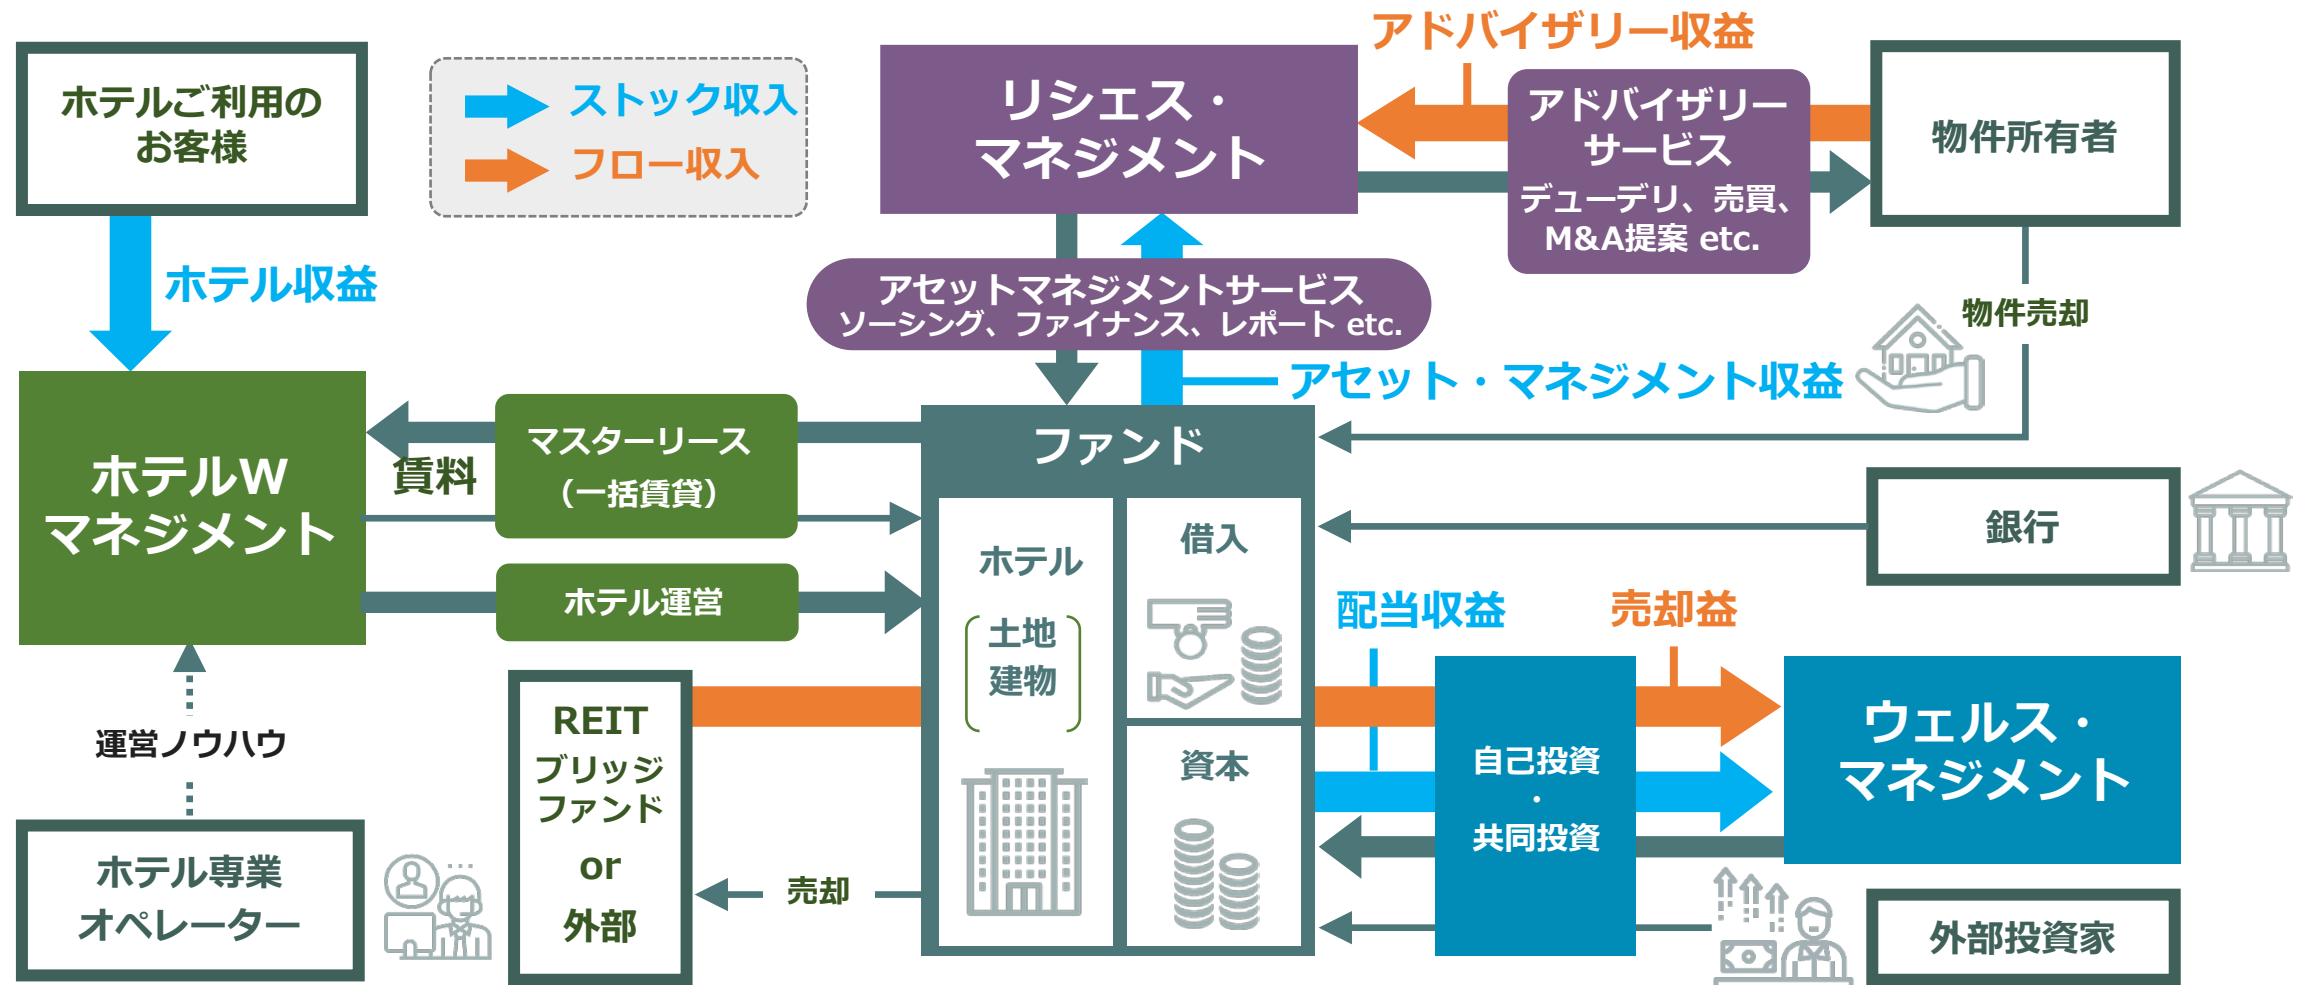 アドバイザリー収益
ホテルご利用の
お客様
ストック収入
フロー収入
リシェス・
マネジメント
アドバイザリー
サービス
デューデリ、売買、
M&A提案 etc.
物件所有者
ホテル収益
アセットマネジメントサービス
ソーシング、ファイナンス、レポート etc.
物件売却
アセット・マネジメント収益
ホテルW
マネジメント
賃料
マスターリース
（一括賃貸）
ホテル運営
ファンド
ホテル
土地
建物
借入
資本
銀行
配当収益
売却益
運営ノウハウ
REIT
ブリッジ
ファンド
or
外部
売却
自己投資
・
共同投資
ウェルス・
マネジメント
ホテル専業
オペレーター
外部投資家